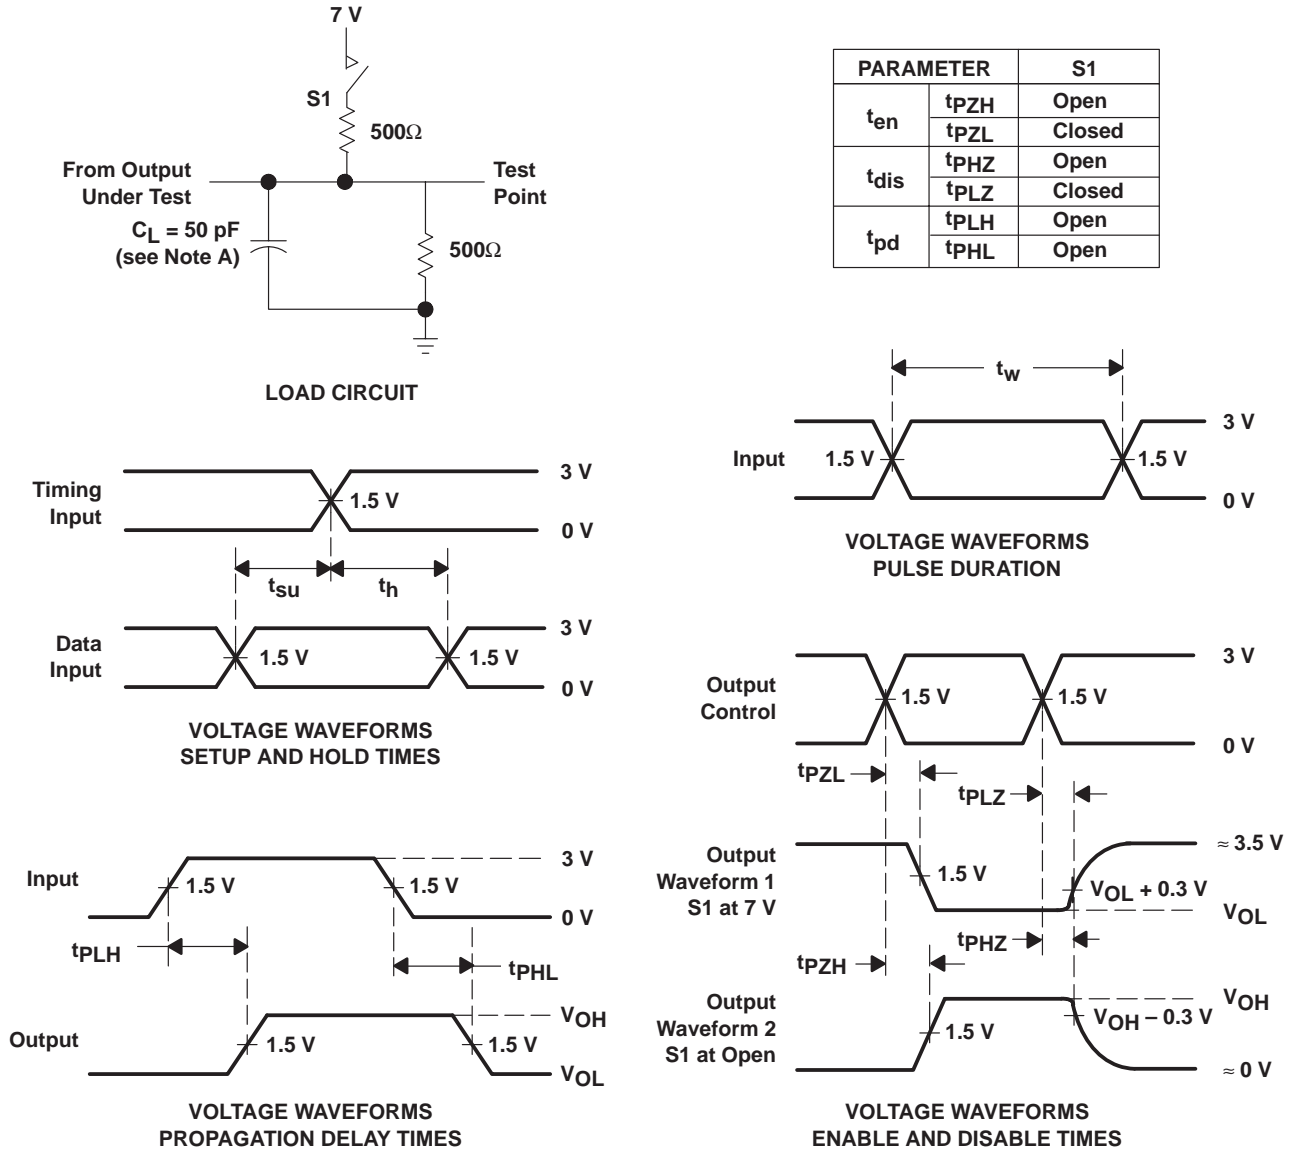 7 V
S1
500Ω
From Output
Under Test
Test
Point
C_L = 50 pF
(see Note A)
500Ω
LOAD CIRCUIT
PARAMETER S1
t_en t_PZH Open
t_PZL Closed
t_dis t_PHZ Open
t_PLZ Closed
t_pd t_PLH Open
t_PHL Open
t_w
Input 1.5 V 1.5 V
3 V
0 V
VOLTAGE WAVEFORMS
PULSE DURATION
Timing
Input
1.5 V
3 V
0 V
t_su t_h
Data
Input
1.5 V 1.5 V
3 V
0 V
VOLTAGE WAVEFORMS
SETUP AND HOLD TIMES
Input
1.5 V 1.5 V
3 V
0 V
t_PLH
t_PHL
Output
1.5 V 1.5 V
V_OH
V_OL
VOLTAGE WAVEFORMS
PROPAGATION DELAY TIMES
Output
Control
1.5 V 1.5 V
3 V
0 V
t_PZL
t_PLZ
Output
Waveform 1
S1 at 7 V
1.5 V
≈ 3.5 V
V_OL + 0.3 V
V_OL
t_PHZ
t_PZH
Output
Waveform 2
S1 at Open
1.5 V
V_OH
V_OH – 0.3 V
≈ 0 V
VOLTAGE WAVEFORMS
ENABLE AND DISABLE TIMES